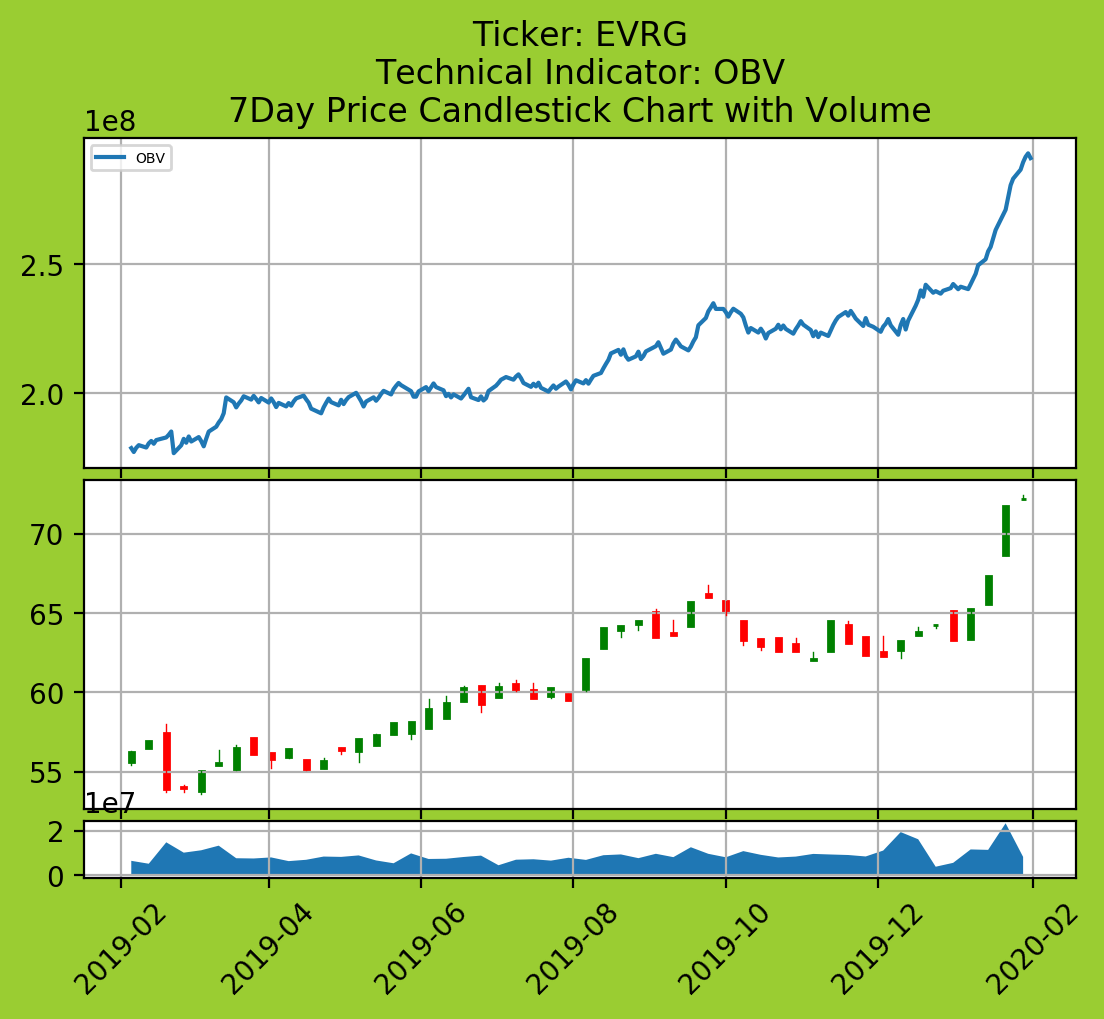 Ticker: EVRG
Technical Indicator: OBV
7Day Price Candlestick Chart with Volume
1e8
OBV
2.5
2.0
70
65
60
55
1e7
2
0
2019-02
2019-04
2019-06
2019-08
2019-10
2019-12
2020-02